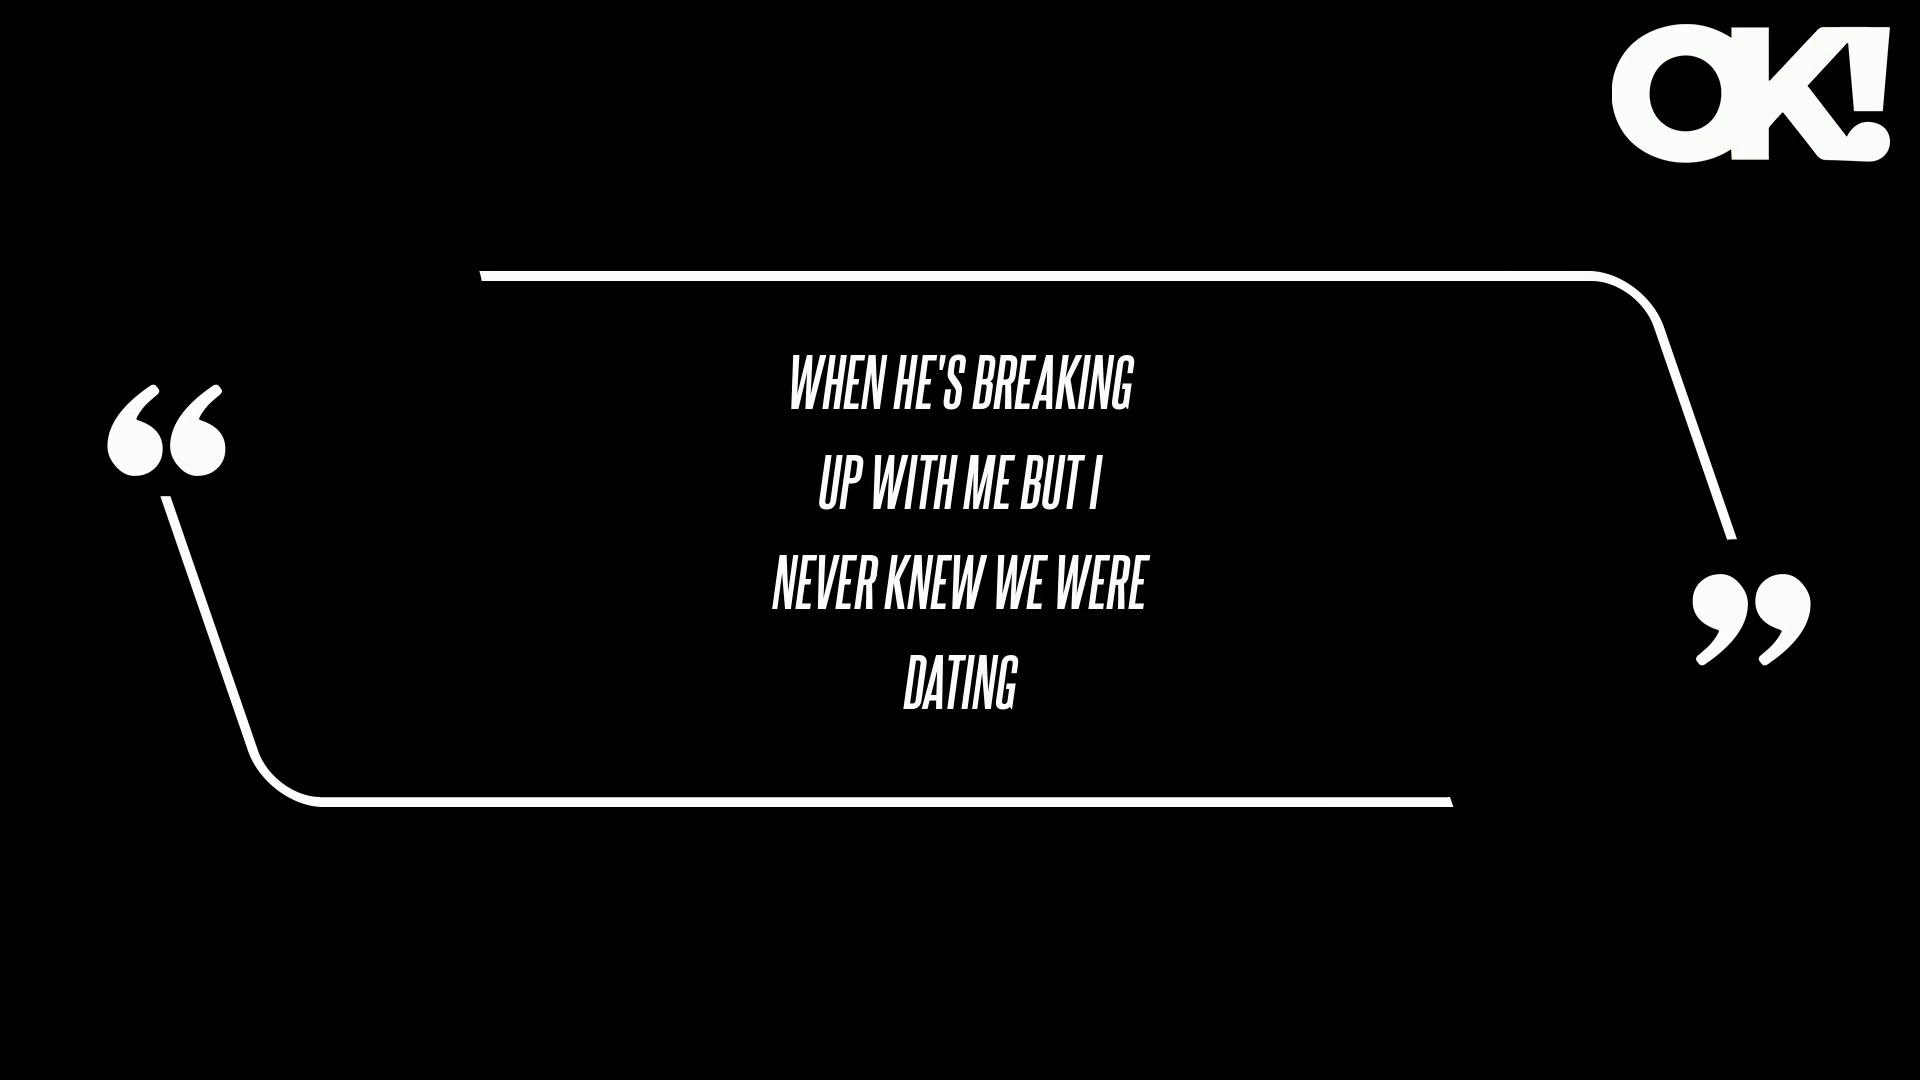 OK!
“
WHEN HE'S BREAKING
UP WITH ME BUT I
NEVER KNEW WE WERE
DATING
”